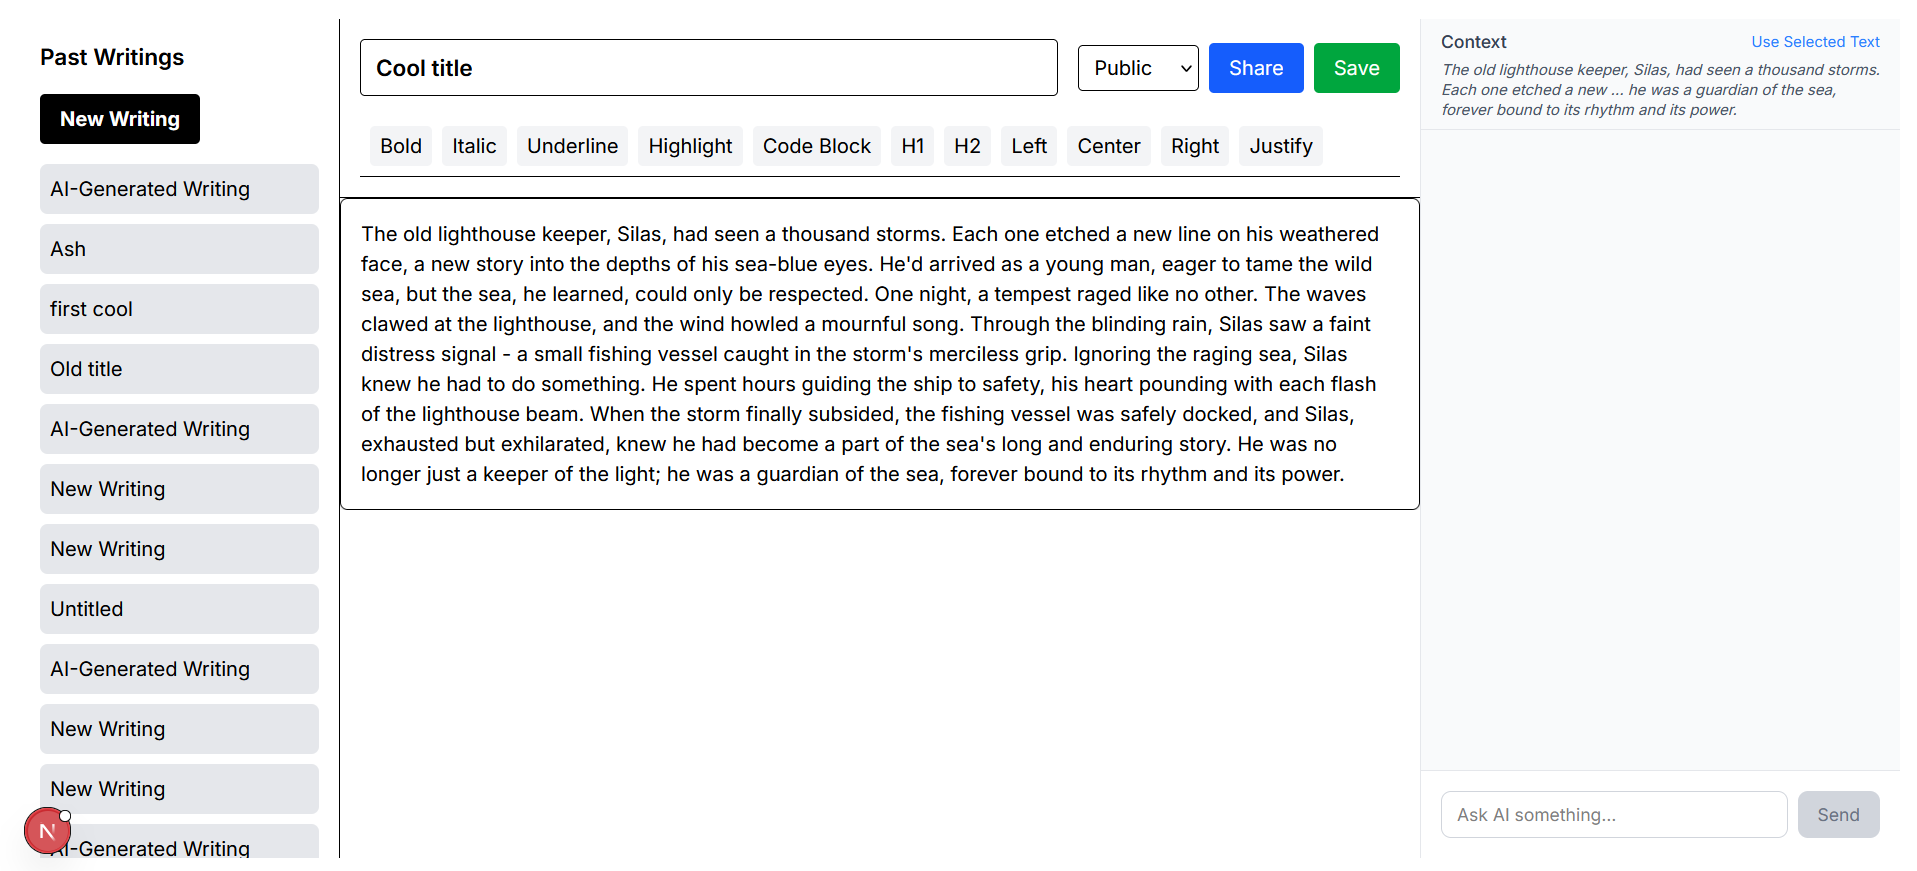 Past Writings
New Writing
AI-Generated Writing
Ash
first cool
Old title
AI-Generated Writing
New Writing
New Writing
Untitled
AI-Generated Writing
New Writing
New Writing
AI-Generated Writing
N
Cool title
Public
Share
Save
Bold Italic Underline Highlight Code Block H1 H2 Left Center Right Justify
The old lighthouse keeper, Silas, had seen a thousand storms. Each one etched a new line on his weathered
face, a new story into the depths of his sea-blue eyes. He'd arrived as a young man, eager to tame the wild
sea, but the sea, he learned, could only be respected. One night, a tempest raged like no other. The waves
clawed at the lighthouse, and the wind howled a mournful song. Through the blinding rain, Silas saw a faint
distress signal - a small fishing vessel caught in the storm's merciless grip. Ignoring the raging sea, Silas
knew he had to do something. He spent hours guiding the ship to safety, his heart pounding with each flash
of the lighthouse beam. When the storm finally subsided, the fishing vessel was safely docked, and Silas,
exhausted but exhilarated, knew he had become a part of the sea's long and enduring story. He was no
longer just a keeper of the light; he was a guardian of the sea, forever bound to its rhythm and its power.
Context
Use Selected Text
The old lighthouse keeper, Silas, had seen a thousand storms.
Each one etched a new ... he was a guardian of the sea,
forever bound to its rhythm and its power.
Ask AI something...
Send